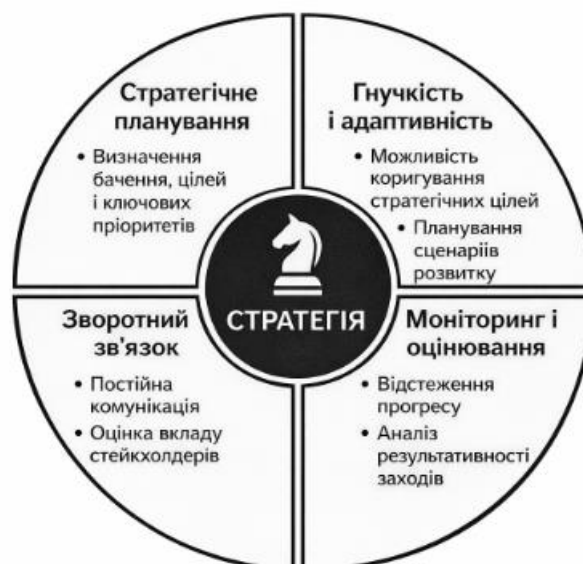 Стратегічне
планування
• Визначення
бачення, цілей
і ключових
пріоритетів
Гнучкість
і адаптивність
• Можливість
коригування
стратегічних цілей
• Планування
сценаріїв
розвитку
СТРАТЕГІЯ
Зворотний
зв'язок
• Постійна
комунікація
• Оцінка вкладу
стейкхолдерів
Моніторинг і
оцінювання
• Відстеження
прогресу
• Аналіз
результативності
заходів